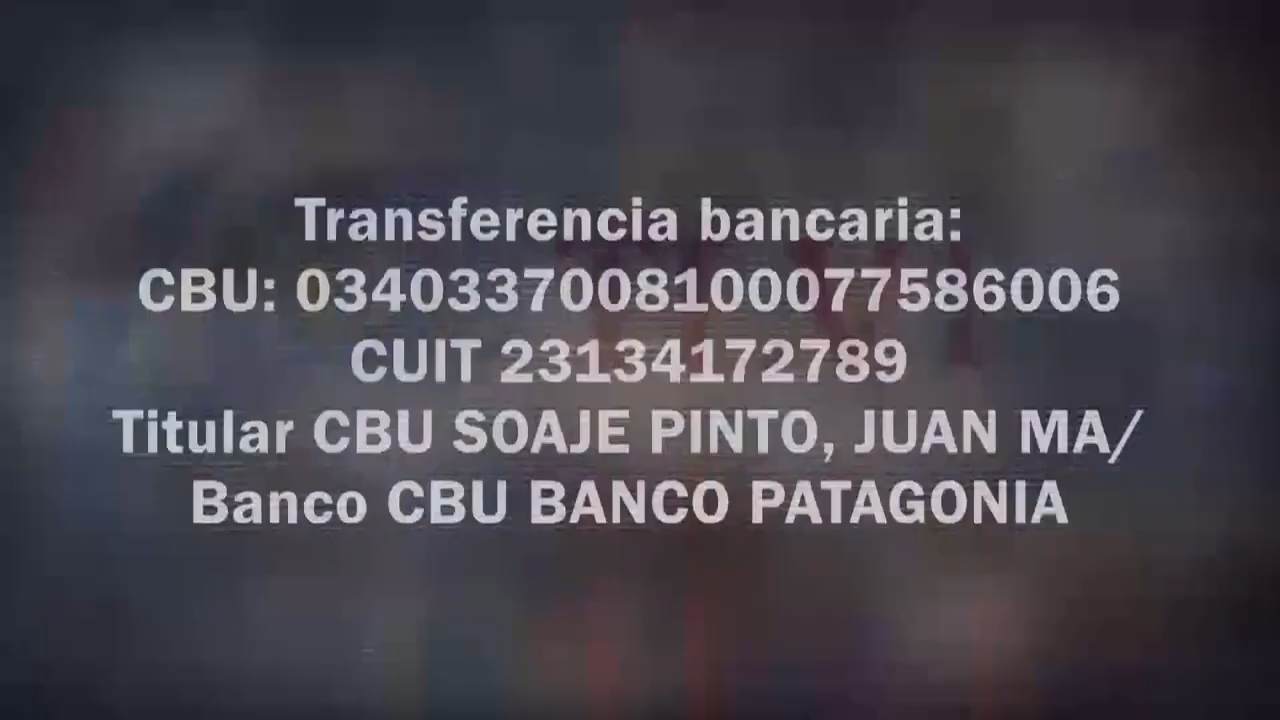 Transferencia bancaria:
CBU: 0340337008100077586006
CUIT 23134172789
Titular CBU SOAJE PINTO, JUAN MA/
Banco CBU BANCO PATAGONIA